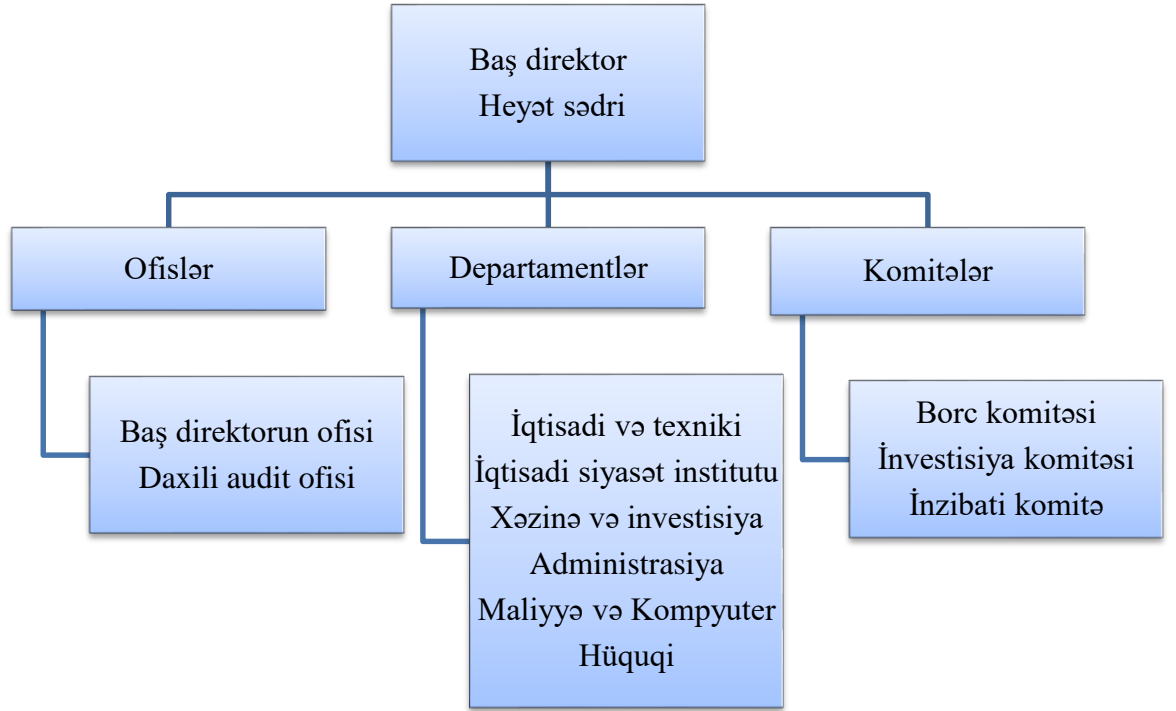 Baş direktor
Heyət sədri
Ofislər
Departamentlər
Komitələr
Baş direktorun ofisi
Daxili audit ofisi
İqtisadi və texniki
İqtisadi siyasət institutu
Xəzinə və investisiya
Administrasiya
Maliyyə və Kompyuter
Hüquqi
Borc komitəsi
İnvestisiya komitəsi
İnzibati komitə